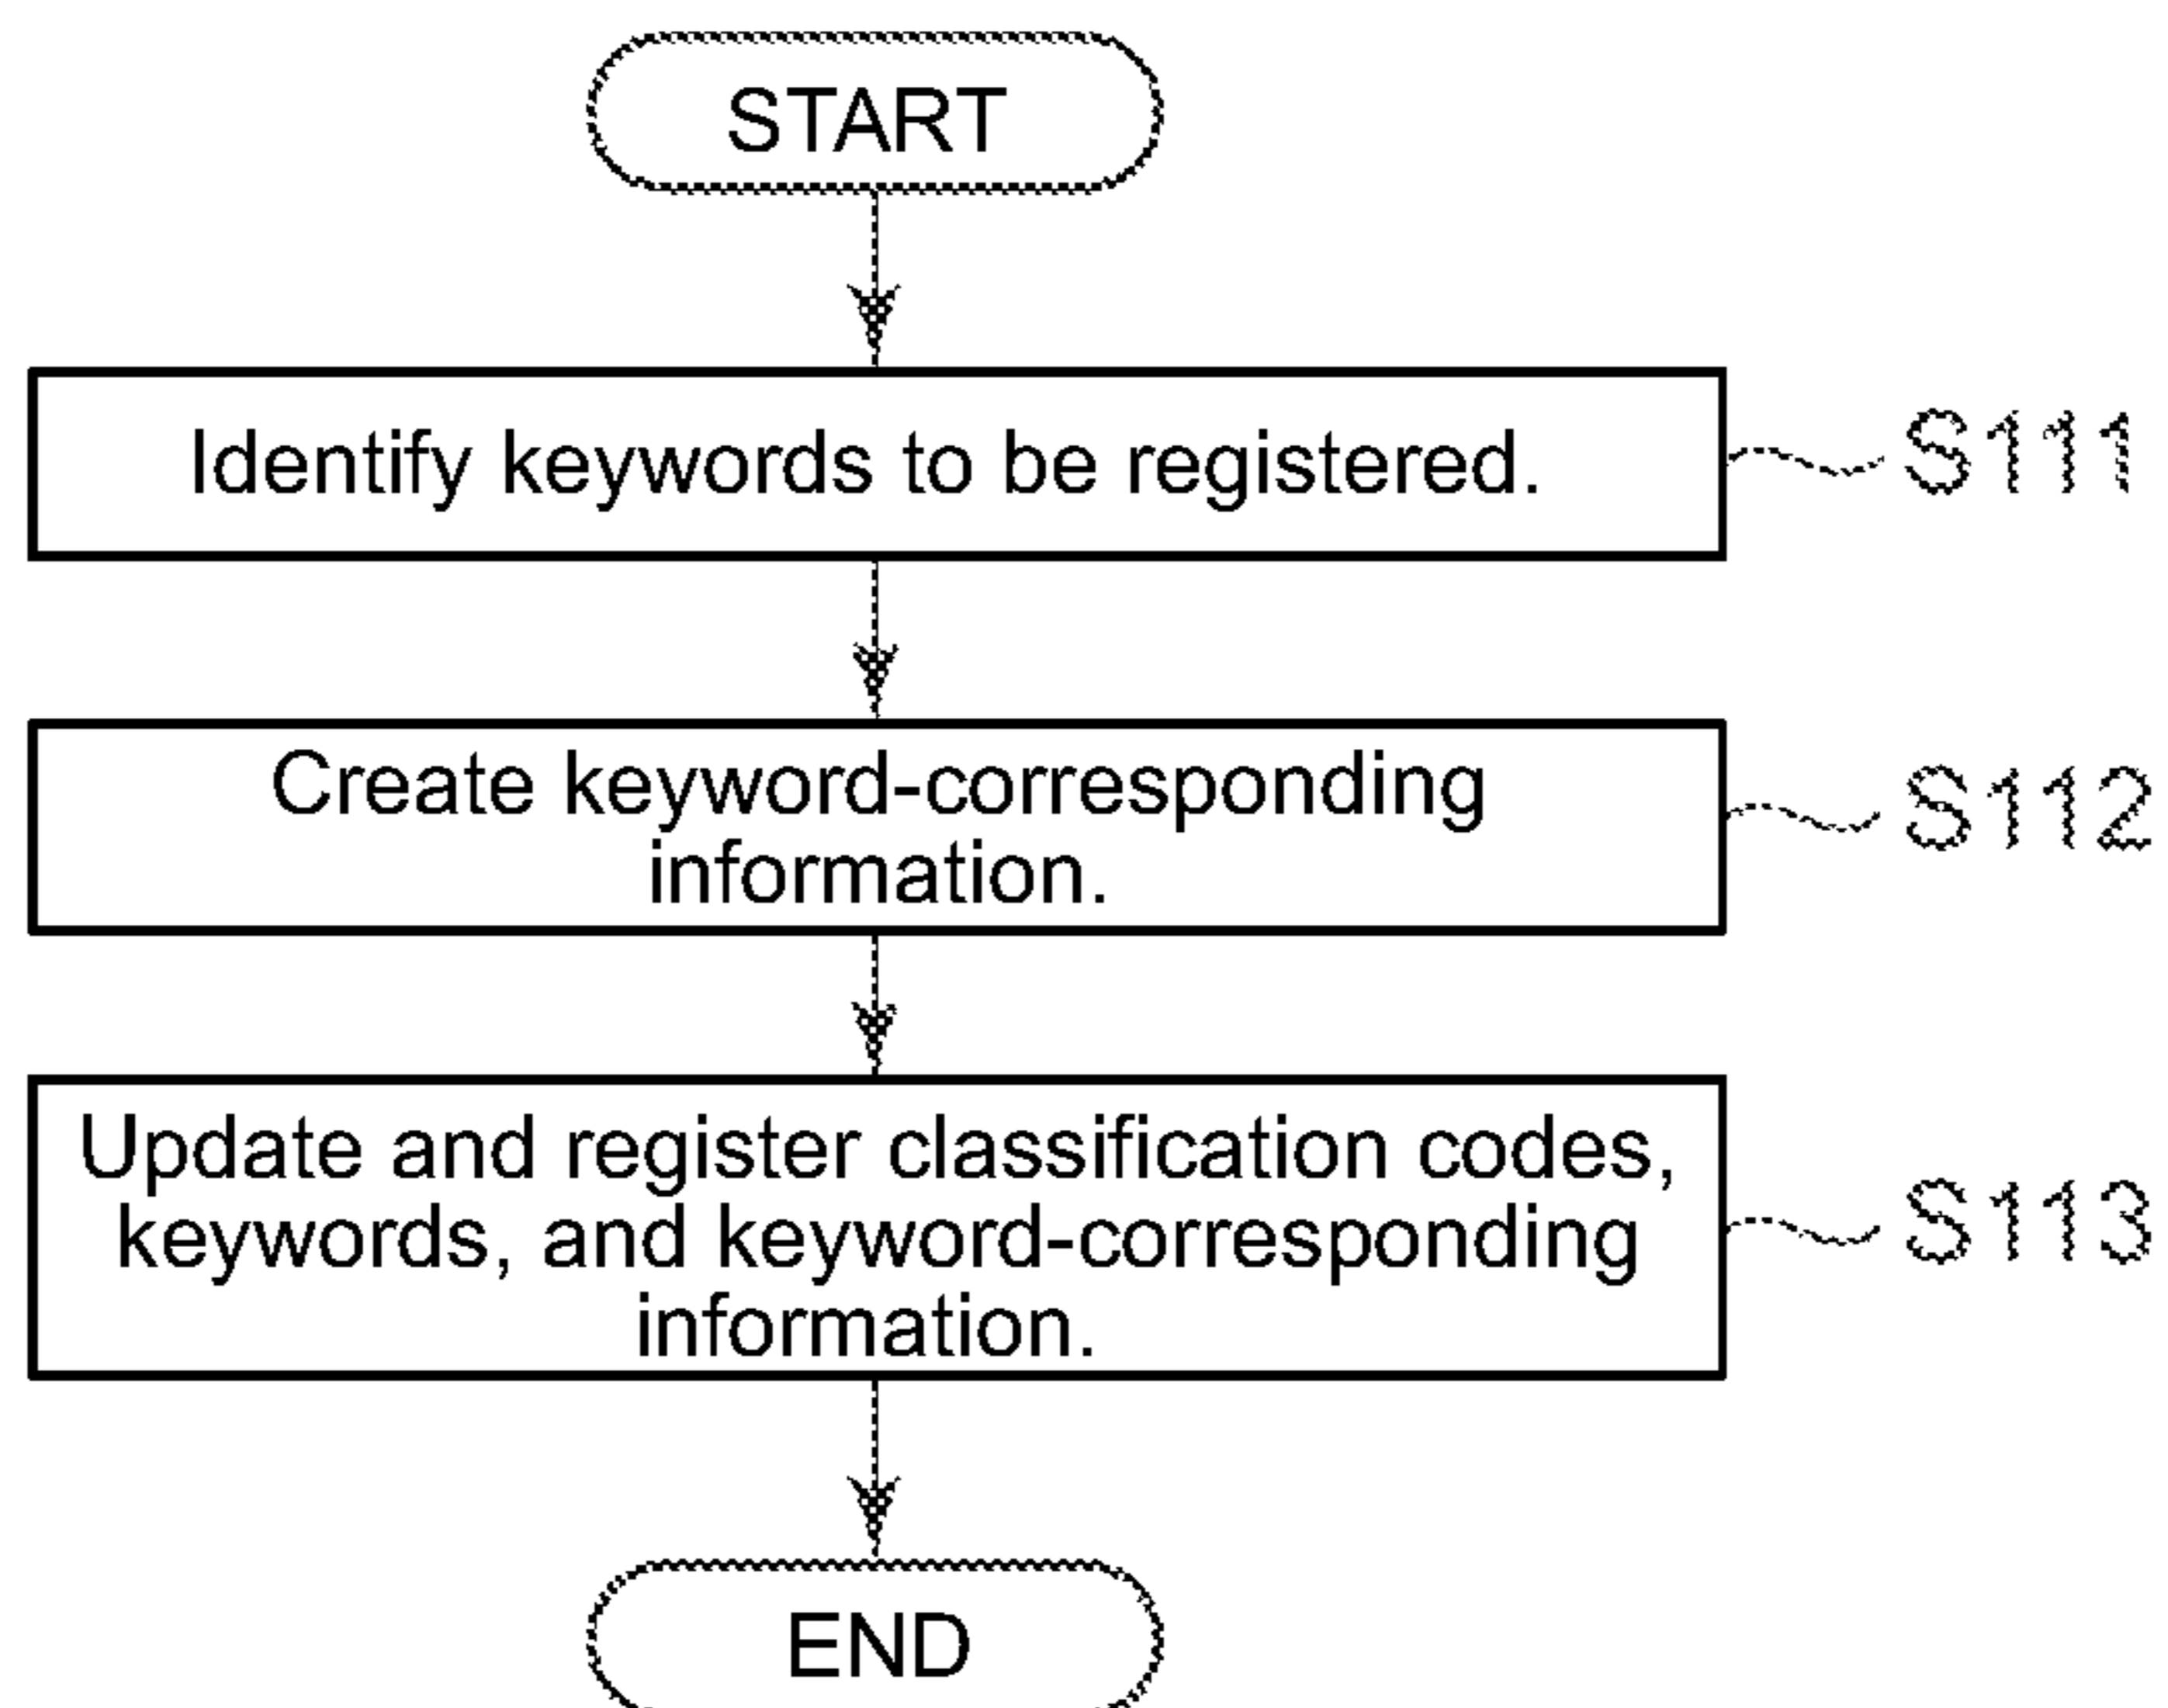 START
Identify keywords to be registered.
S111
Create keyword-corresponding
information.
S112
Update and register classification codes,
keywords, and keyword-corresponding
information.
S113
END